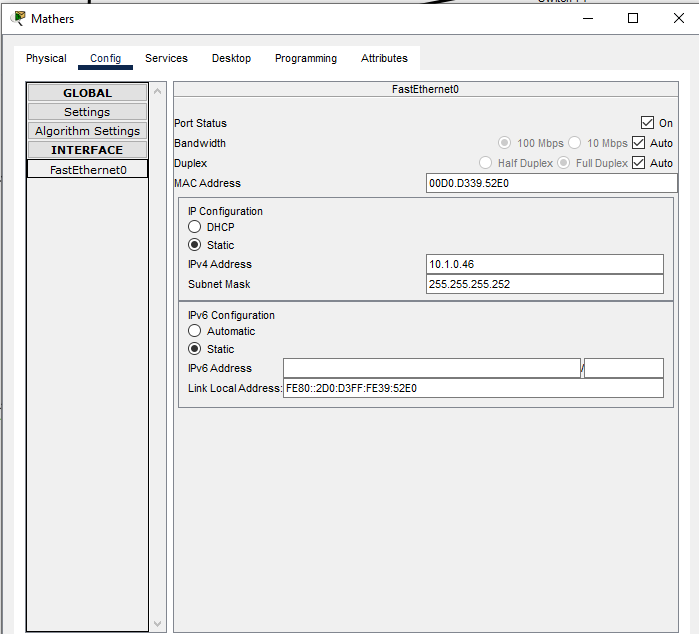 Mathers
Physical Config Services Desktop Programming Attributes
GLOBAL
Settings
Algorithm Settings
INTERFACE
FastEthernet0
FastEthernet0
Port Status On
Bandwidth 100 Mbps 10 Mbps Auto
Duplex Half Duplex Full Duplex Auto
MAC Address 00D0.D339.52E0
IP Configuration
DHCP
Static
IPv4 Address 10.1.0.46
Subnet Mask 255.255.255.252
IPv6 Configuration
Automatic
Static
IPv6 Address /
Link Local Address: FE80::2D0:D3FF:FE39:52E0